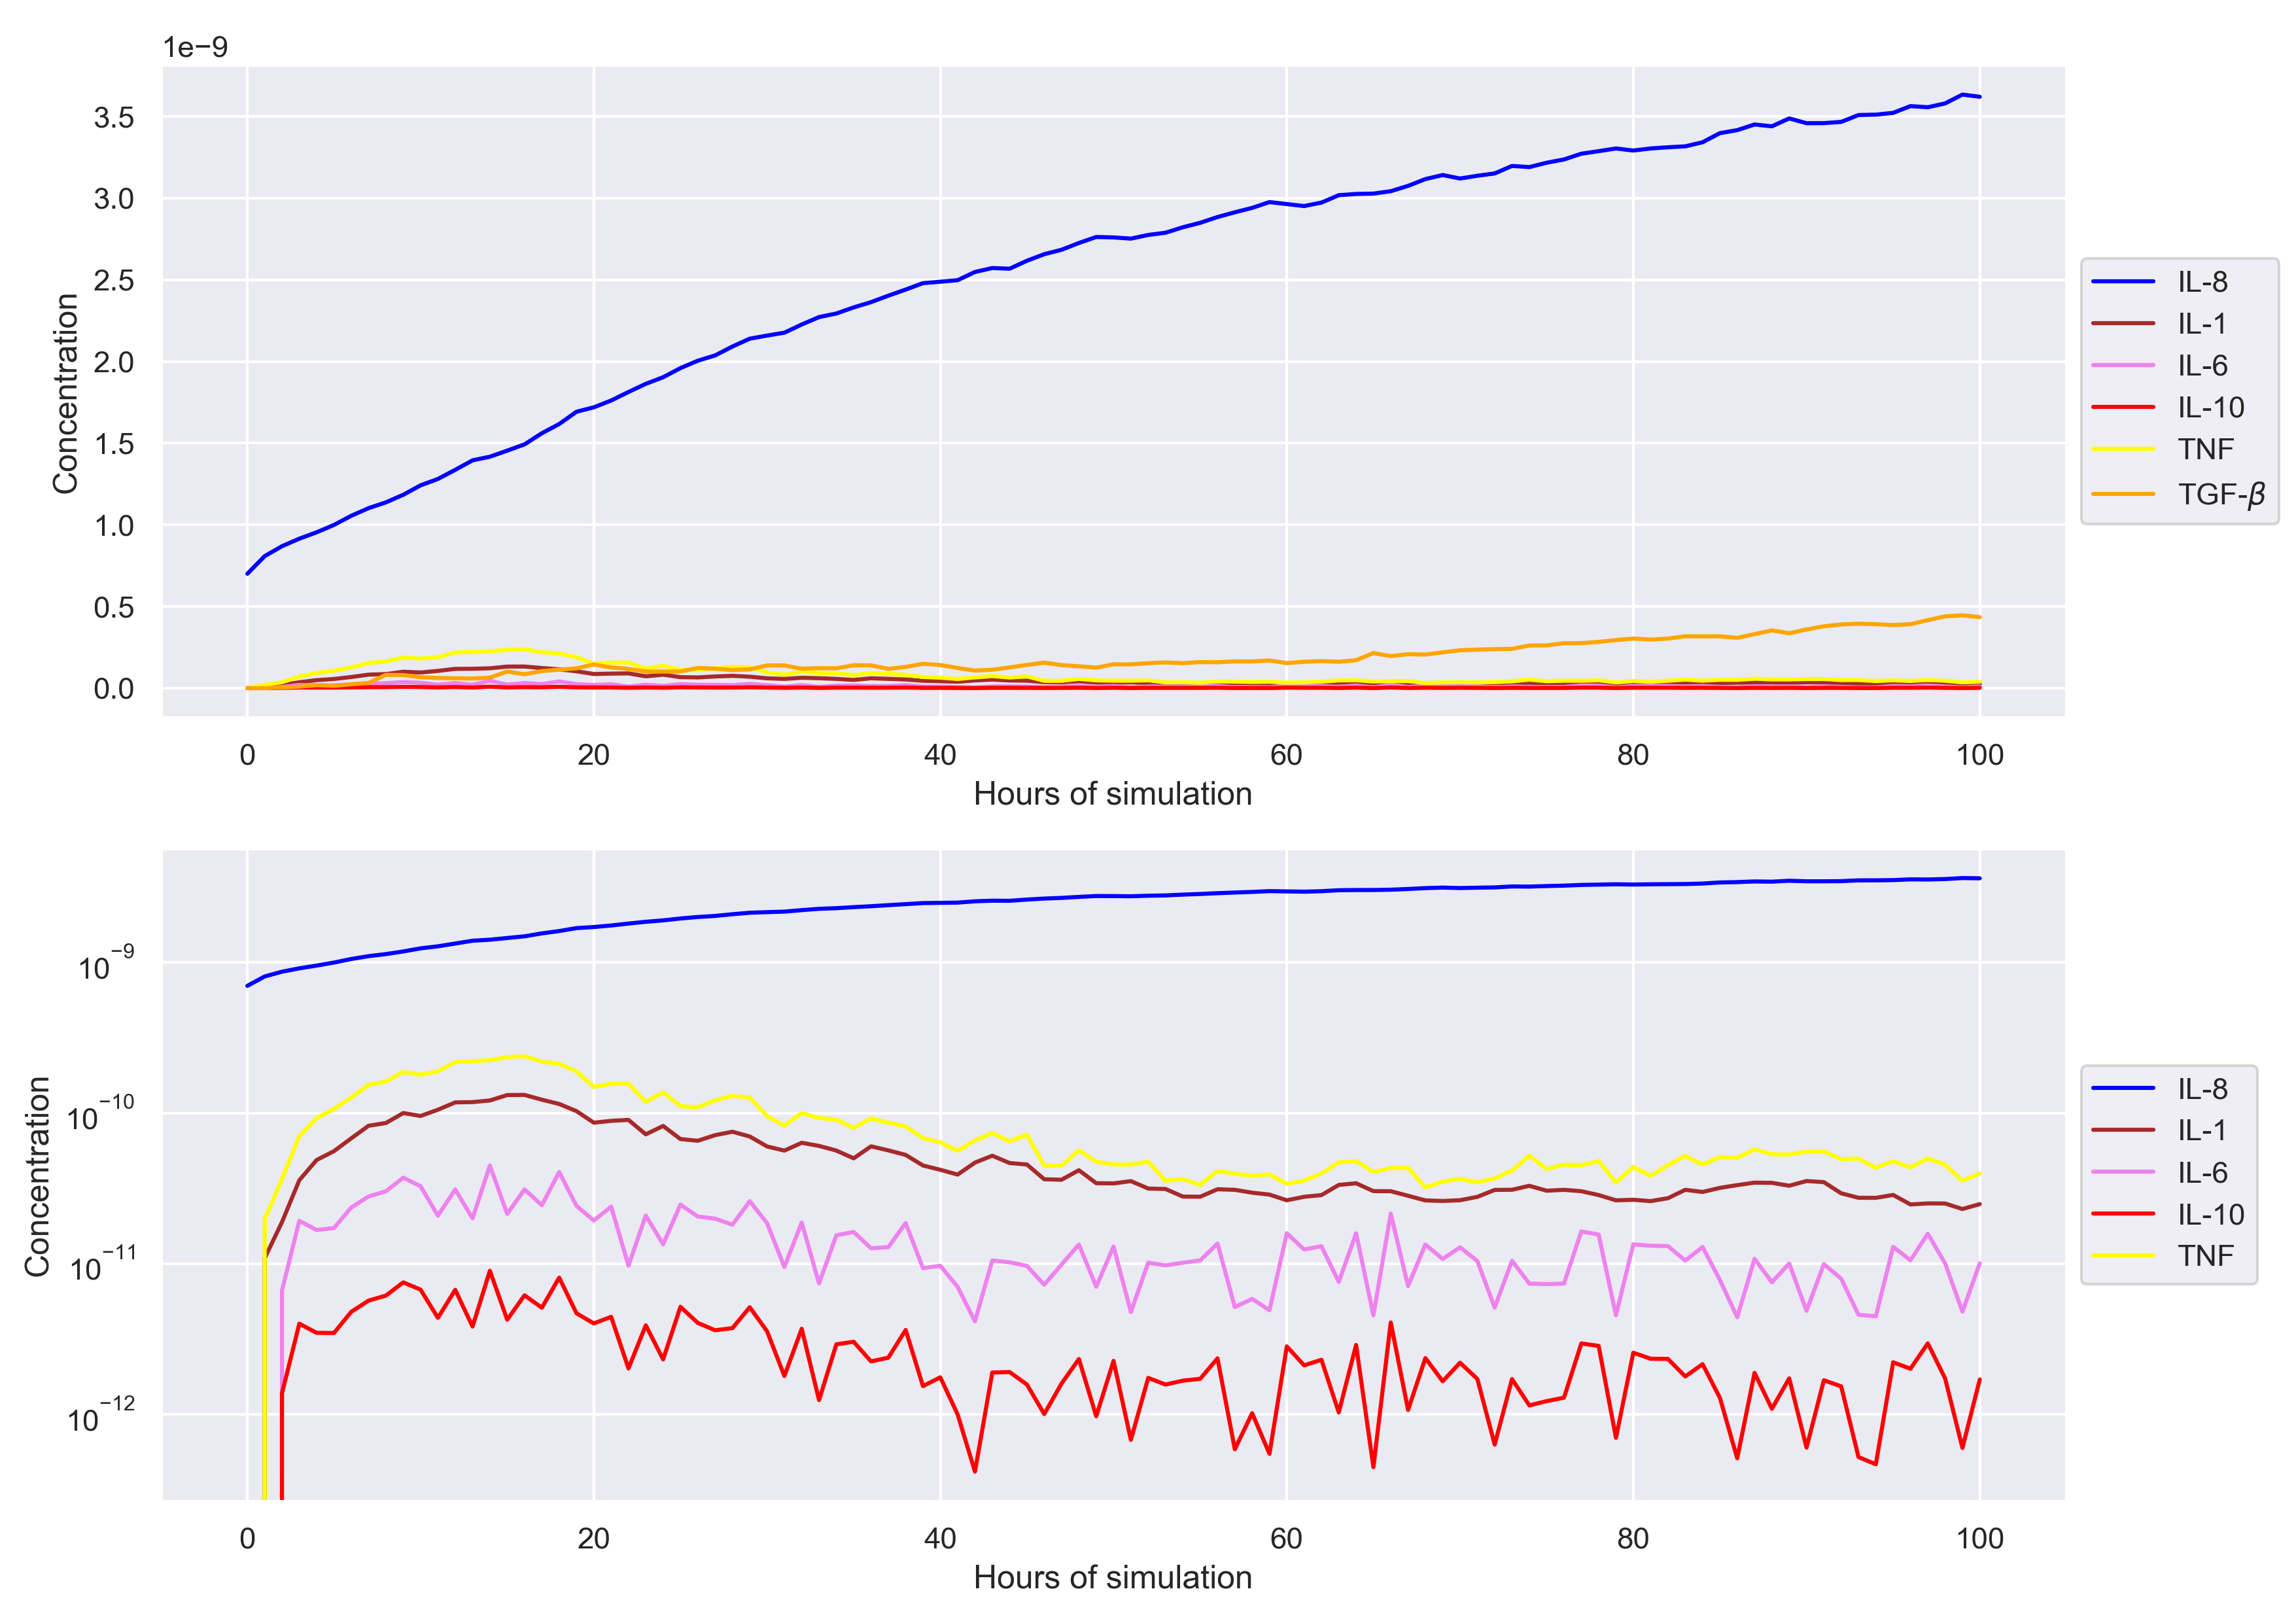 1e−9
3.5
3.0
2.5
2.0
1.5
1.0
0.5
0.0
Concentration
0 20 40 60 80 100
Hours of simulation
IL-8
IL-1
IL-6
IL-10
TNF
TGF-β
10⁻⁹
10⁻¹⁰
10⁻¹¹
10⁻¹²
Concentration
0 20 40 60 80 100
Hours of simulation
IL-8
IL-1
IL-6
IL-10
TNF